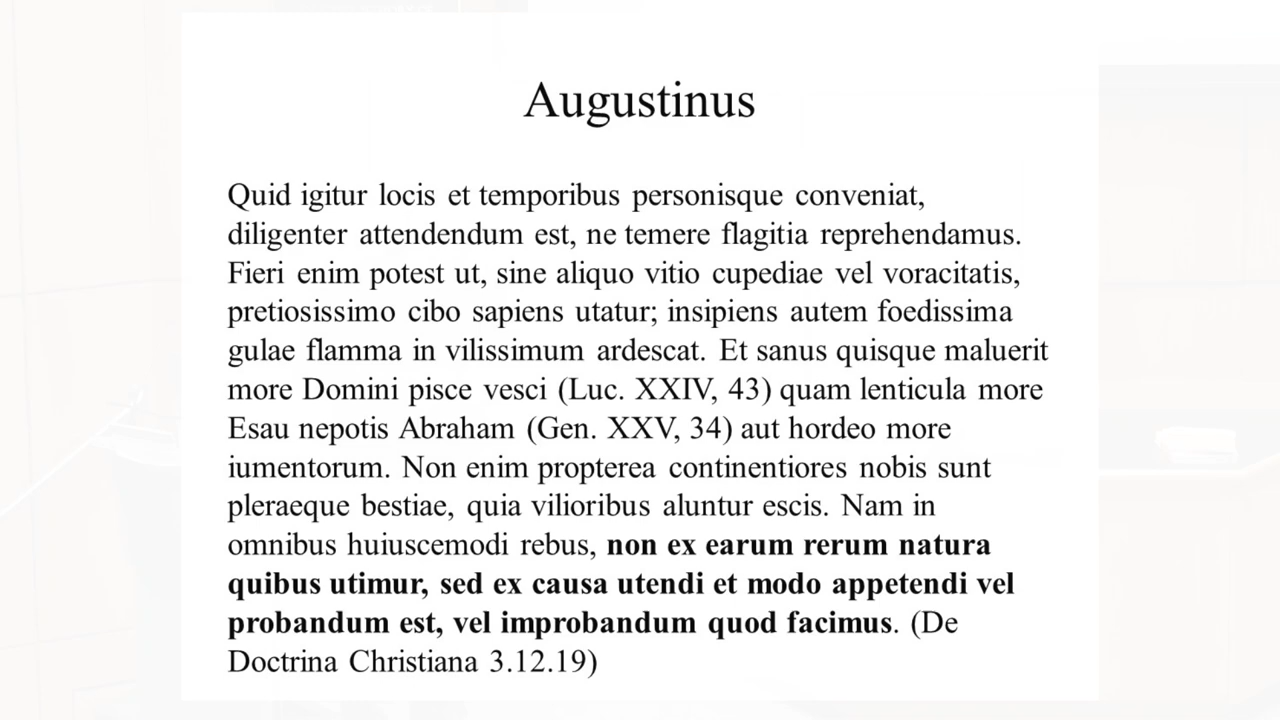 Augustinus
Quid igitur locis et temporibus personisque conveniat,
diligenter attendendum est, ne temere flagitia reprehendamus.
Fieri enim potest ut, sine aliquo vitio cupediae vel voracitatis,
pretiosissimo cibo sapiens utatur; insipiens autem foedissima
gulae flamma in vilissimum ardescat. Et sanus quisque maluerit
more Domini pisce vesci (Luc. XXIV, 43) quam lenticula more
Esau nepotis Abraham (Gen. XXV, 34) aut hordeo more
iumentorum. Non enim propterea continentiores nobis sunt
pleraeque bestiae, quia vilioribus aluntur escis. Nam in
omnibus huiuscemodi rebus, non ex earum rerum natura
quibus utimur, sed ex causa utendi et modo appetendi vel
probandum est, vel improbandum quod facimus. (De
Doctrina Christiana 3.12.19)